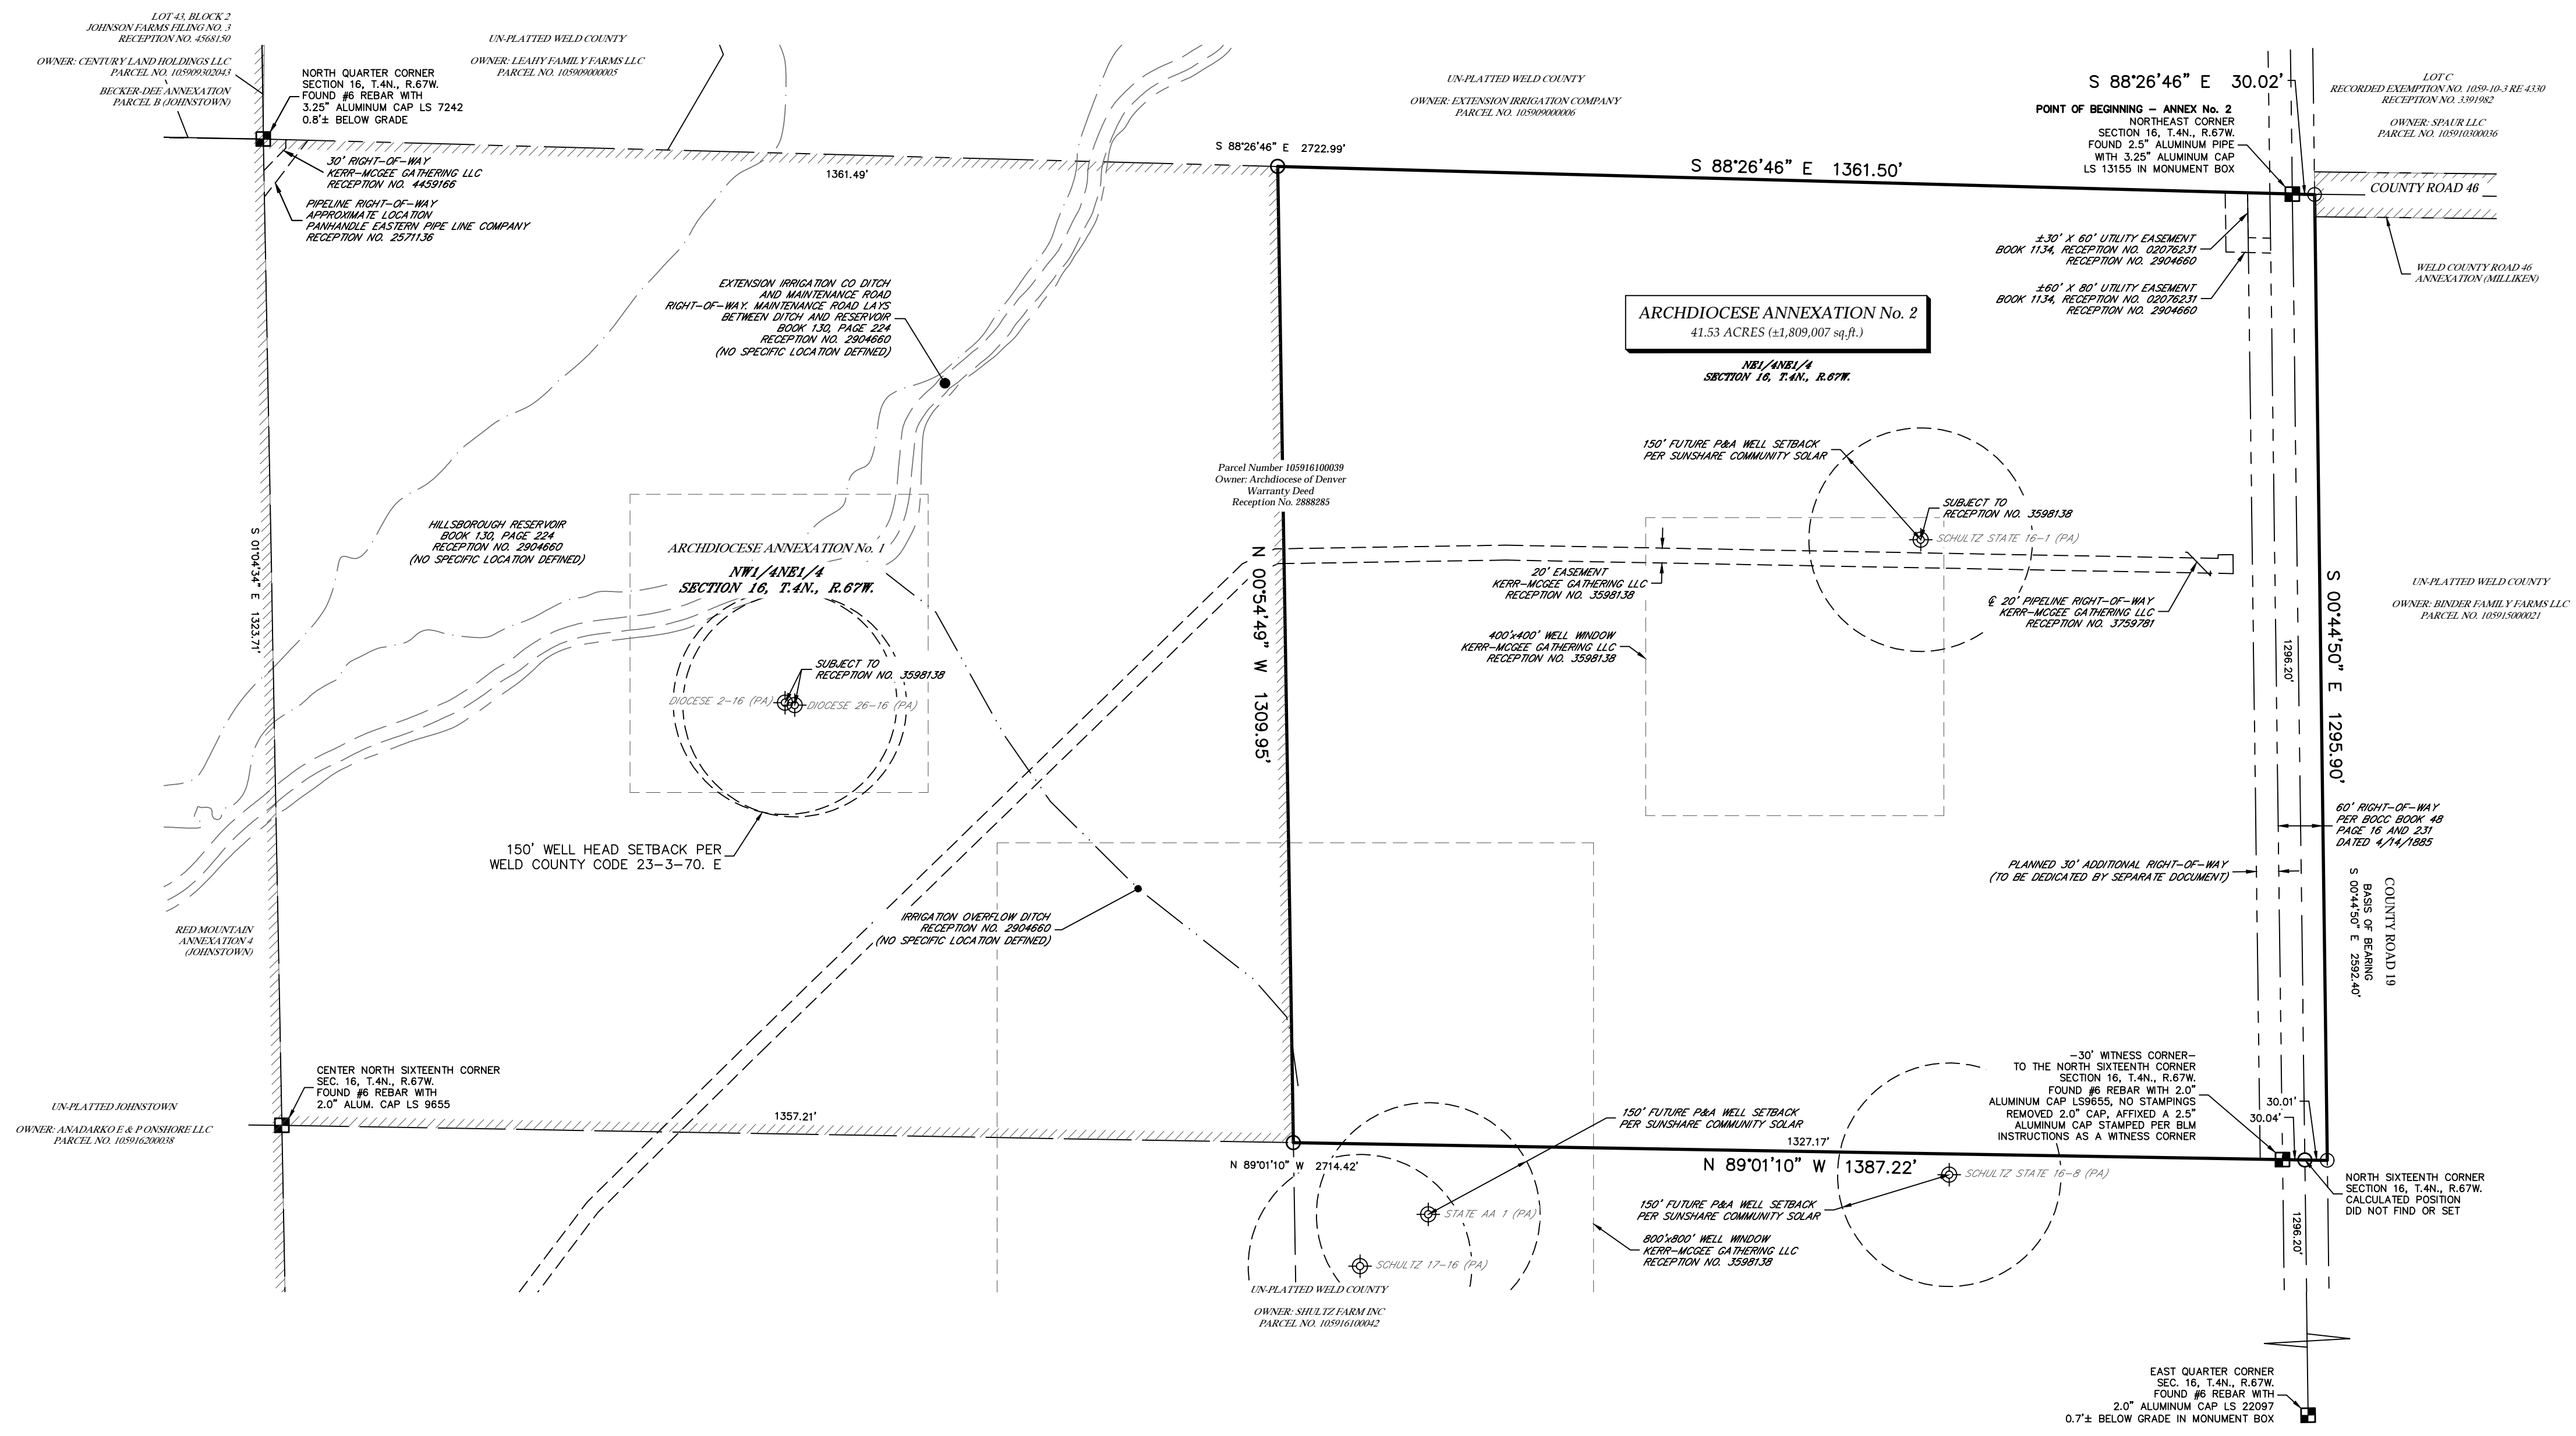 LOT 43, BLOCK 2
JOHNSON FARMS FILING NO. 3
RECEPTION NO. 4568150
OWNER: CENTURY LAND HOLDINGS LLC
PARCEL NO. 105909302043
BECKER-DEE ANNEXATION
PARCEL B (JOHNSTOWN)
NORTH QUARTER CORNER
SECTION 16, T.4N., R.67W.
FOUND #6 REBAR WITH
3.25" ALUMINUM CAP LS 7242
0.8'± BELOW GRADE
UN-PLATTED WELD COUNTY
OWNER: LEAHY FAMILY FARMS LLC
PARCEL NO. 105909000005
UN-PLATTED WELD COUNTY
OWNER: EXTENSION IRRIGATION COMPANY
PARCEL NO. 105909000006
S 88°26'46" E 30.02'
POINT OF BEGINNING - ANNEX No. 2
NORTHEAST CORNER
SECTION 16, T.4N., R.67W.
FOUND 2.5" ALUMINUM PIPE
WITH 3.25" ALUMINUM CAP
LS 13155 IN MONUMENT BOX
LOT C
RECORDED EXEMPTION NO. 1059-10-3 RE 4330
RECEPTION NO. 3391982
OWNER: SPAUR LLC
PARCEL NO. 105910300036
30' RIGHT-OF-WAY
KERR-MCGEE GATHERING LLC
RECEPTION NO. 4459166
PIPELINE RIGHT-OF-WAY
APPROXIMATE LOCATION
PANHANDLE EASTERN PIPE LINE COMPANY
RECEPTION NO. 2571136
1361.49'
S 88°26'46" E 2722.99'
S 88°26'46" E 1361.50'
COUNTY ROAD 46
WELD COUNTY ROAD 46
ANNEXATION (MILLIKEN)
±30' X 60' UTILITY EASEMENT
BOOK 1134, RECEPTION NO. 02076231
RECEPTION NO. 2904660
±60' X 80' UTILITY EASEMENT
BOOK 1134, RECEPTION NO. 02076231
RECEPTION NO. 2904660
EXTENSION IRRIGATION CO DITCH
AND MAINTENANCE ROAD
RIGHT-OF-WAY. MAINTENANCE ROAD LAYS
BETWEEN DITCH AND RESERVOIR
BOOK 130, PAGE 224
RECEPTION NO. 2904660
(NO SPECIFIC LOCATION DEFINED)
ARCHDIOCESE ANNEXATION No. 2
41.53 ACRES (±1,809,007 sq.ft.)
NE1/4NE1/4
SECTION 16, T.4N., R.67W.
150' FUTURE P&A WELL SETBACK
PER SUNSHARE COMMUNITY SOLAR
SUBJECT TO
RECEPTION NO. 3598138
SCHULTZ STATE 16-1 (PA)
Parcel Number 105916100039
Owner: Archdiocese of Denver
Warranty Deed
Reception No. 2888285
HILLSBOROUGH RESERVOIR
BOOK 130, PAGE 224
RECEPTION NO. 2904660
(NO SPECIFIC LOCATION DEFINED)
ARCHDIOCESE ANNEXATION No. 1
NW1/4NE1/4
SECTION 16, T.4N., R.67W.
S 01°04'34" E 1323.71'
N 00°54'49" W 1309.95'
20' EASEMENT
KERR-MCGEE GATHERING LLC
RECEPTION NO. 3598138
℄ 20' PIPELINE RIGHT-OF-WAY
KERR-MCGEE GATHERING LLC
RECEPTION NO. 3759781
400'x400' WELL WINDOW
KERR-MCGEE GATHERING LLC
RECEPTION NO. 3598138
UN-PLATTED WELD COUNTY
OWNER: BINDER FAMILY FARMS LLC
PARCEL NO. 105915000021
S 00°44'50" E 1295.90'
1296.20'
SUBJECT TO
RECEPTION NO. 3598138
DIOCESE 2-16 (PA)
DIOCESE 26-16 (PA)
150' WELL HEAD SETBACK PER
WELD COUNTY CODE 23-3-70. E
60' RIGHT-OF-WAY
PER BOCC BOOK 48
PAGE 16 AND 231
DATED 4/14/1885
PLANNED 30' ADDITIONAL RIGHT-OF-WAY
(TO BE DEDICATED BY SEPARATE DOCUMENT)
COUNTY ROAD 19
BASIS OF BEARING
S 00°44'50" E 2592.40'
IRRIGATION OVERFLOW DITCH
RECEPTION NO. 2904660
(NO SPECIFIC LOCATION DEFINED)
RED MOUNTAIN
ANNEXATION 4
(JOHNSTOWN)
CENTER NORTH SIXTEENTH CORNER
SEC. 16, T.4N., R.67W.
FOUND #6 REBAR WITH
2.0" ALUM. CAP LS 9655
UN-PLATTED JOHNSTOWN
OWNER: ANADARKO E & P ONSHORE LLC
PARCEL NO. 105916200038
1357.21'
N 89°01'10" W 2714.42'
-30' WITNESS CORNER-
TO THE NORTH SIXTEENTH CORNER
SECTION 16, T.4N., R.67W.
FOUND #6 REBAR WITH 2.0"
ALUMINUM CAP LS9655, NO STAMPINGS
REMOVED 2.0" CAP, AFFIXED A 2.5"
ALUMINUM CAP STAMPED PER BLM
INSTRUCTIONS AS A WITNESS CORNER
30.01'
30.04'
150' FUTURE P&A WELL SETBACK
PER SUNSHARE COMMUNITY SOLAR
1327.17'
N 89°01'10" W 1387.22'
SCHULTZ STATE 16-8 (PA)
NORTH SIXTEENTH CORNER
SECTION 16, T.4N., R.67W.
CALCULATED POSITION
DID NOT FIND OR SET
150' FUTURE P&A WELL SETBACK
PER SUNSHARE COMMUNITY SOLAR
STATE AA 1 (PA)
800'x800' WELL WINDOW
KERR-MCGEE GATHERING LLC
RECEPTION NO. 3598138
1296.20'
SCHULTZ 17-16 (PA)
UN-PLATTED WELD COUNTY
OWNER: SHULTZ FARM INC
PARCEL NO. 105916100042
EAST QUARTER CORNER
SEC. 16, T.4N., R.67W.
FOUND #6 REBAR WITH
2.0" ALUMINUM CAP LS 22097
0.7'± BELOW GRADE IN MONUMENT BOX